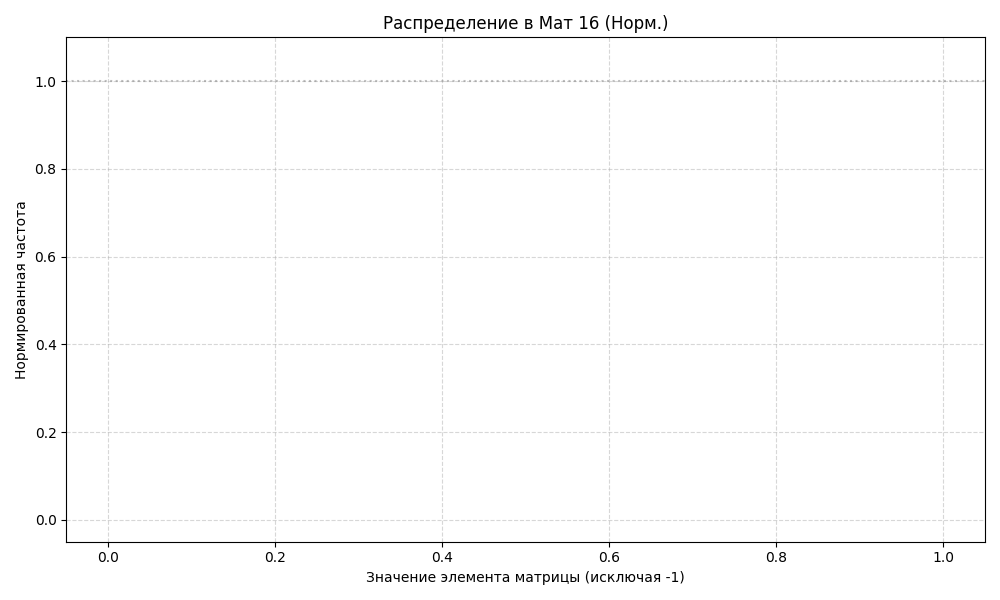 Распределение в Мат 16 (Норм.)
Нормированная частота
1.0
0.8
0.6
0.4
0.2
0.0
0.0 0.2 0.4 0.6 0.8 1.0
Значение элемента матрицы (исключая -1)